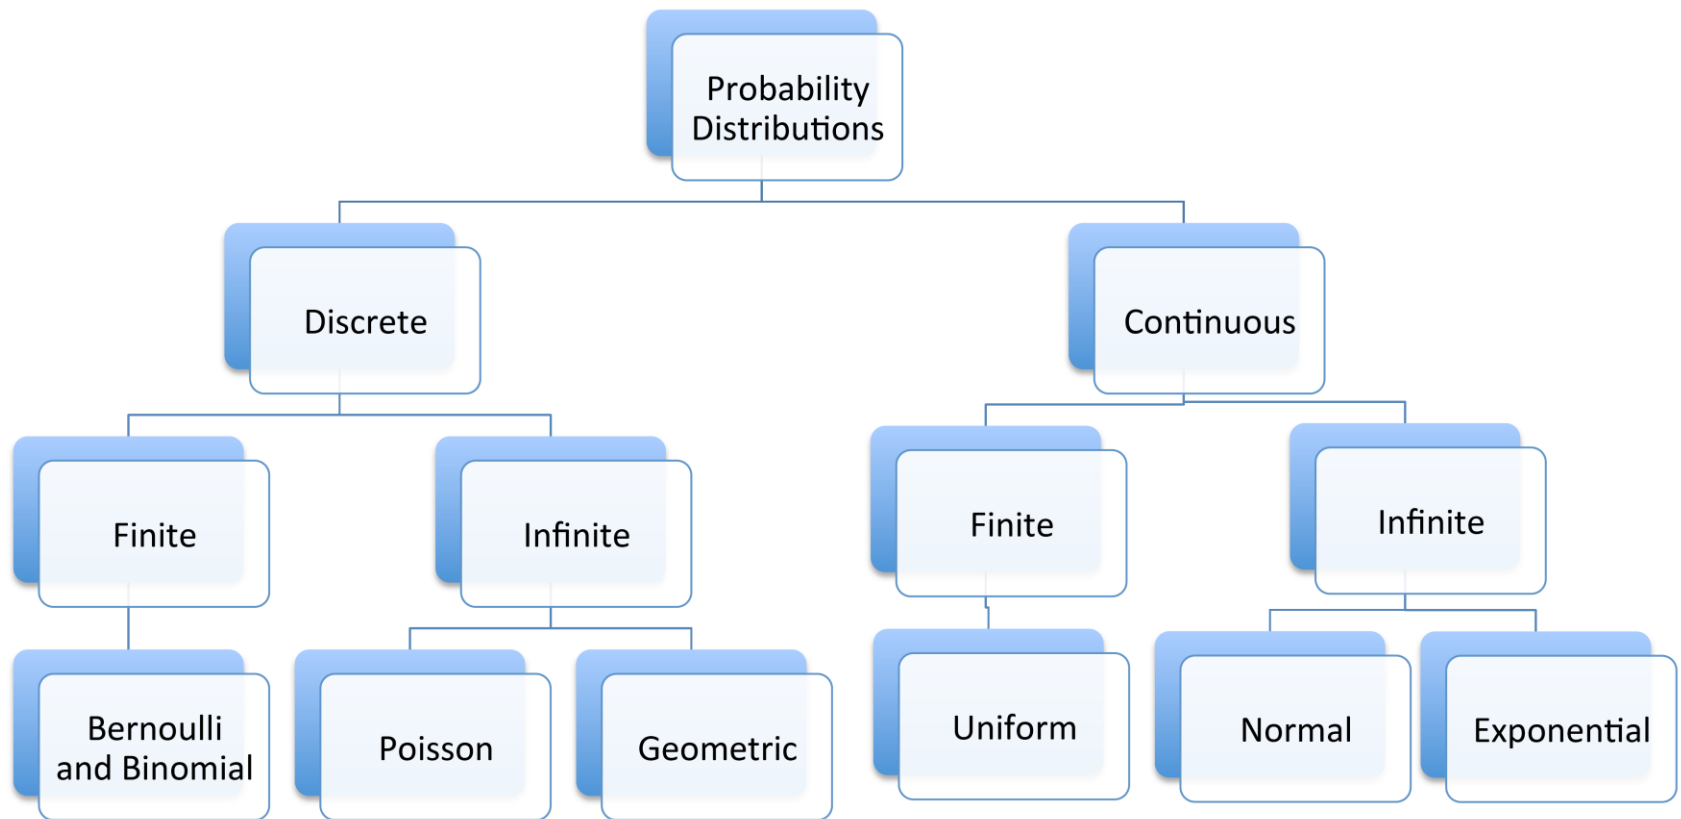 Probability
Distributions
Discrete
Continuous
Finite
Infinite
Finite
Infinite
Bernoulli
and Binomial
Poisson
Geometric
Uniform
Normal
Exponential